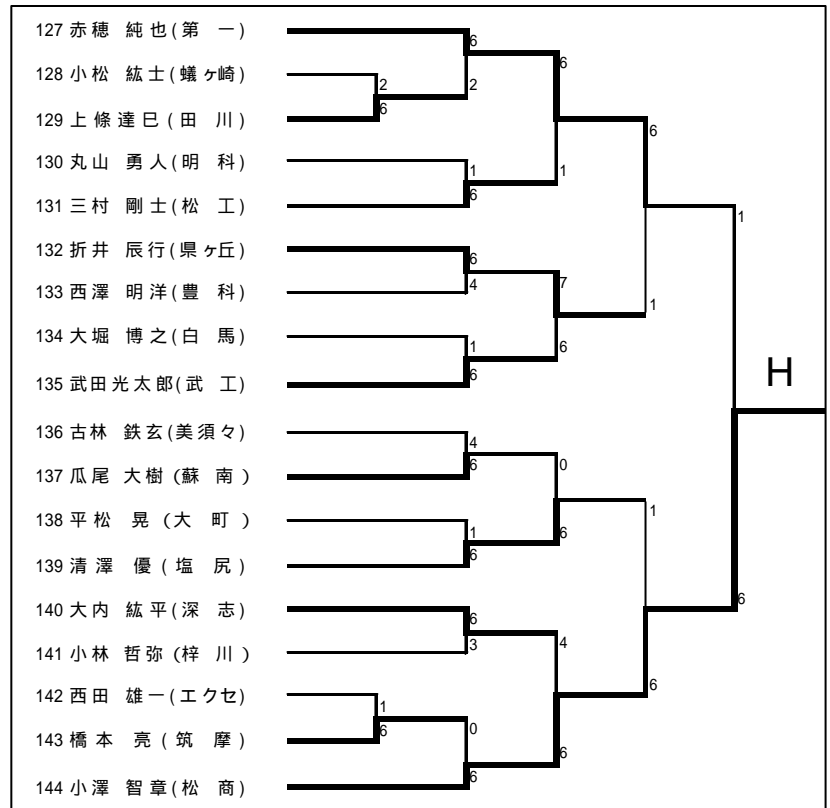 127 赤穂 純也(第 一)
6
6
128 小松 紘士(蟻ヶ崎)
2
2
129 上條達巳(田 川)
6
6
130 丸山 勇人(明 科)
1
1
131 三村 剛士(松 工)
6
1
132 折井 辰行(県ヶ丘)
6
133 西澤 明洋(豊 科)
4
7
1
134 大堀 博之(白 馬)
1
6
135 武田光太郎(武 工)
6
H
136 古林 鉄玄(美須々)
4
137 瓜尾 大樹(蘇 南)
6
0
138 平松 晃(大 町)
1
1
139 清澤 優(塩 尻)
6
6
140 大内 紘平(深 志)
6
6
141 小林 哲弥(梓 川)
3
4
142 西田 雄一(エクセ)
1
6
143 橋本 亮(筑 摩)
6
0
144 小澤 智章(松 商)
6
6